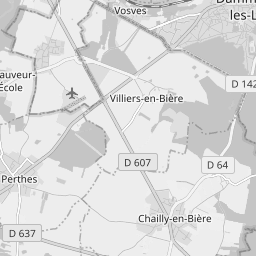 Vosves
les-L
auveur-
École
D 142
Villiers-en-Bière
D 607
D 64
Perthes
Chailly-en-Bière
D 637